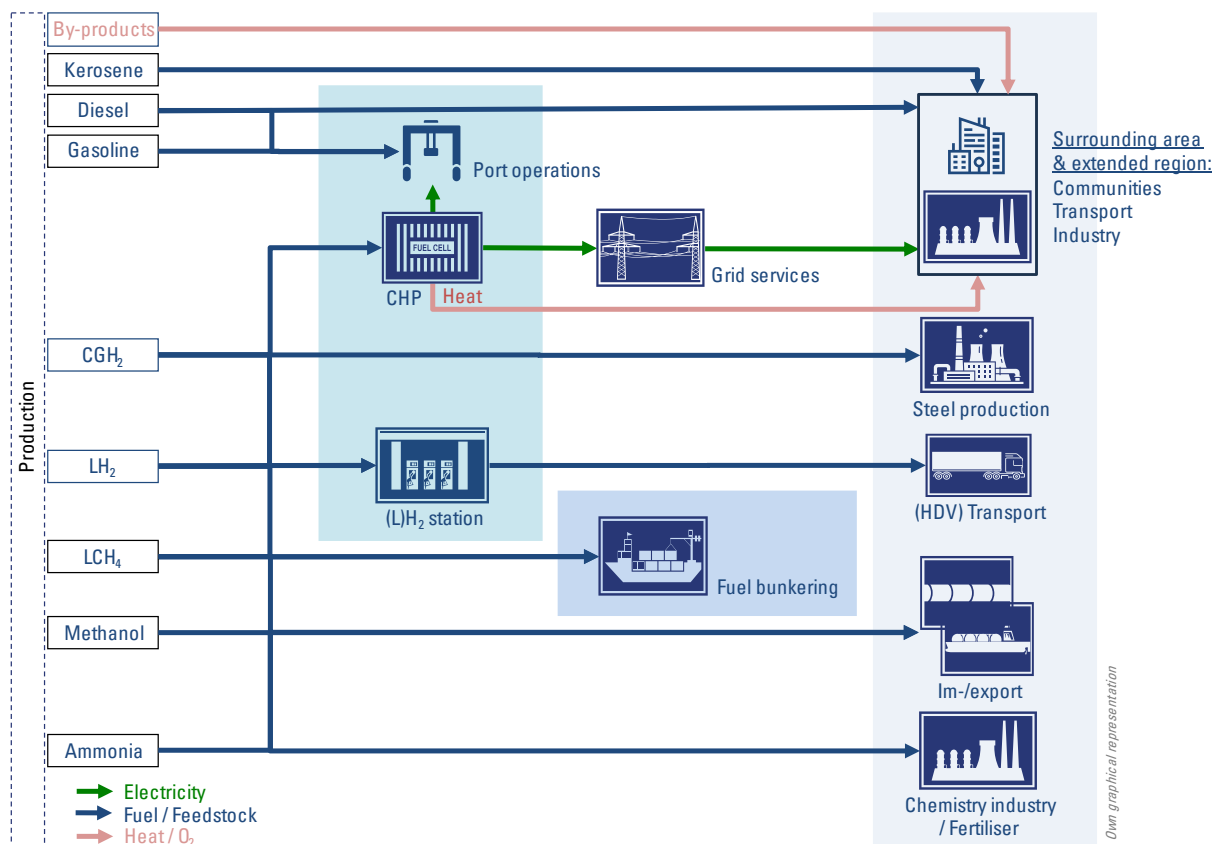 By-products
Kerosene
Diesel
Gasoline
Port operations
Surrounding area
& extended region:
Communities
Transport
Industry
FUEL CELL
CHP
Heat
Grid services
CGH₂
Steel production
Production
LH₂
(L)H₂ station
(HDV) Transport
LCH₄
Fuel bunkering
Methanol
Im-/export
Ammonia
Chemistry industry
/ Fertiliser
Electricity
Fuel / Feedstock
Heat / O₂
Own graphical representation